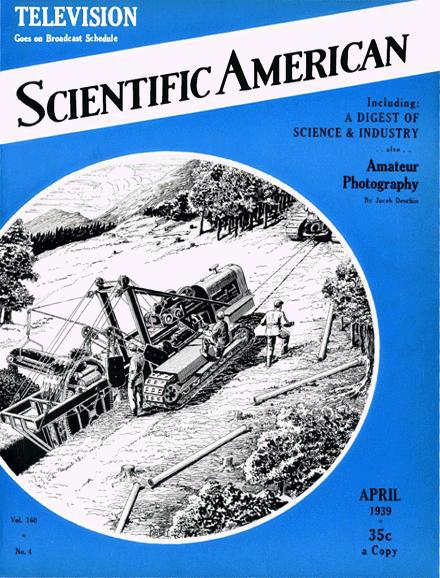 TELEVISION
Goes on Broadcast Schedule
SCIENTIFIC AMERICAN
Including:
A DIGEST OF
SCIENCE & INDUSTRY
.. also ..
Amateur
Photography
By Jacob Deschin
Vol. 160
•
No. 4
APRIL
1939
•
35c
a Copy